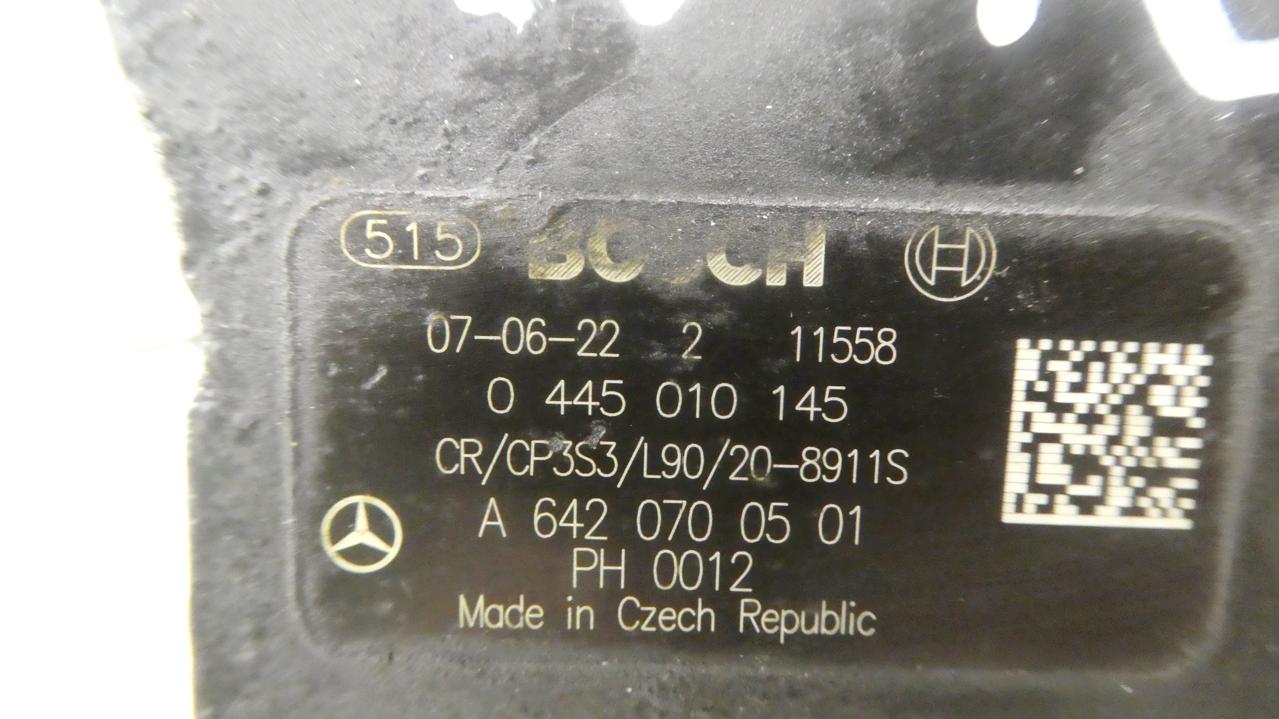 515 BOSCH
07-06-22 2 11558
0 445 010 145
CR/CP3S3/L90/20-8911S
A 642 070 05 01
PH 0012
Made in Czech Republic